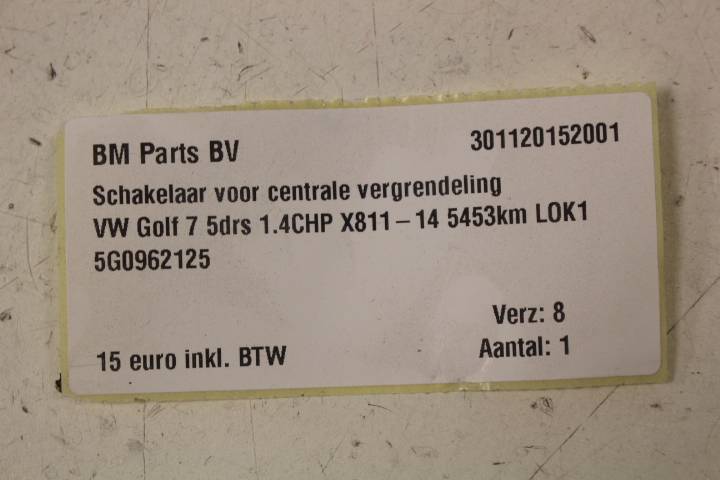 BM Parts BV 301120152001
Schakelaar voor centrale vergrendeling
VW Golf 7 5drs 1.4CHP X811-14 5453km LOK1
5G0962125
Verz: 8
15 euro inkl. BTW Aantal: 1